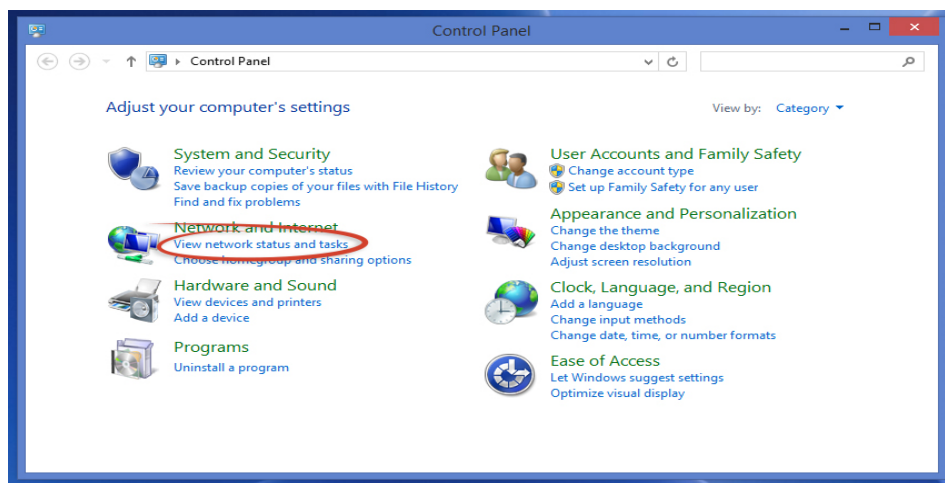 Control Panel
Control Panel
Adjust your computer's settings
View by: Category
System and Security
Review your computer's status
Save backup copies of your files with File History
Find and fix problems
Network and Internet
View network status and tasks
Choose homegroup and sharing options
Hardware and Sound
View devices and printers
Add a device
Programs
Uninstall a program
User Accounts and Family Safety
Change account type
Set up Family Safety for any user
Appearance and Personalization
Change the theme
Change desktop background
Adjust screen resolution
Clock, Language, and Region
Add a language
Change input methods
Change date, time, or number formats
Ease of Access
Let Windows suggest settings
Optimize visual display